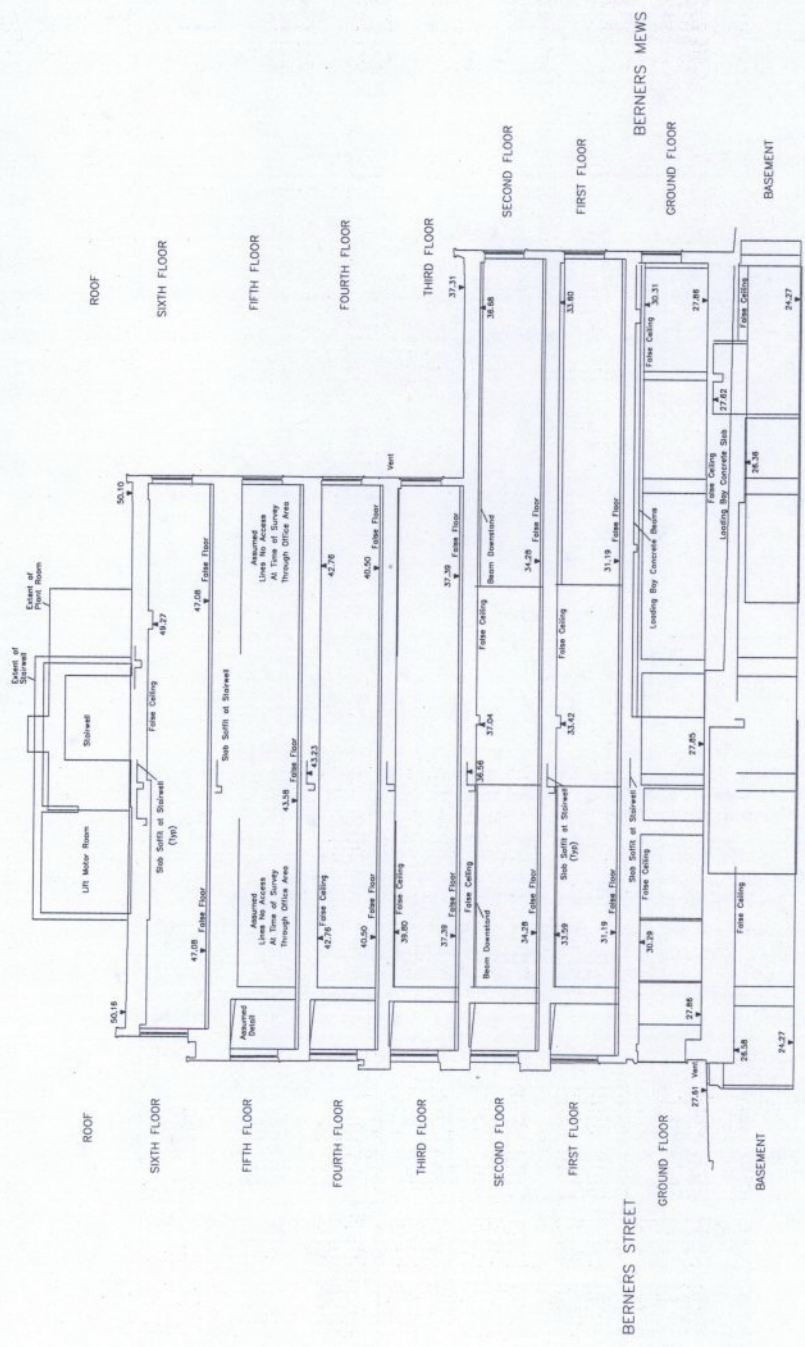 ROOF
SIXTH FLOOR
FIFTH FLOOR
FOURTH FLOOR
THIRD FLOOR
SECOND FLOOR
FIRST FLOOR
GROUND FLOOR
BASEMENT
BERNERS STREET
Extent of
Stairwell
Extent of
Plant Room
Lift Motor Room
Stairwell
50,16
50,10
Slab Soffit at Stairwell
(Typ)
False Ceiling
49,27
47,08
False Floor
47,08
False Floor
Assumed
Detail
Assumed
Lines No Access
At Time of Survey
Through Office Area
Slab Soffit at Stairwell
Assumed
Lines No Access
At Time of Survey
Through Office Area
43,58
False Floor
42,76
False Ceiling
43,23
42,76
40,50
False Floor
40,50
False Floor
Vent
39,80
False Ceiling
37,39
False Floor
37,39
False Floor
37,31
Beam Downstand
False Ceiling
36,56
37,04
False Ceiling
Beam Downstand
34,28
False Floor
34,28
False Floor
33,59
Slab Soffit at Stairwell
(Typ)
33,42
False Ceiling
33,60
31,19
False Floor
31,19
False Floor
30,29
False Ceiling
Slab Soffit at Stairwell
Loading Bay Concrete Beams
False Ceiling
30,31
27,86
27,85
27,86
27,61
Vent
26,58
False Ceiling
False Ceiling
Loading Bay Concrete Slab
27,62
False Ceiling
26,36
24,27
24,27
ROOF
SIXTH FLOOR
FIFTH FLOOR
FOURTH FLOOR
THIRD FLOOR
SECOND FLOOR
FIRST FLOOR
GROUND FLOOR
BASEMENT
BERNERS MEWS